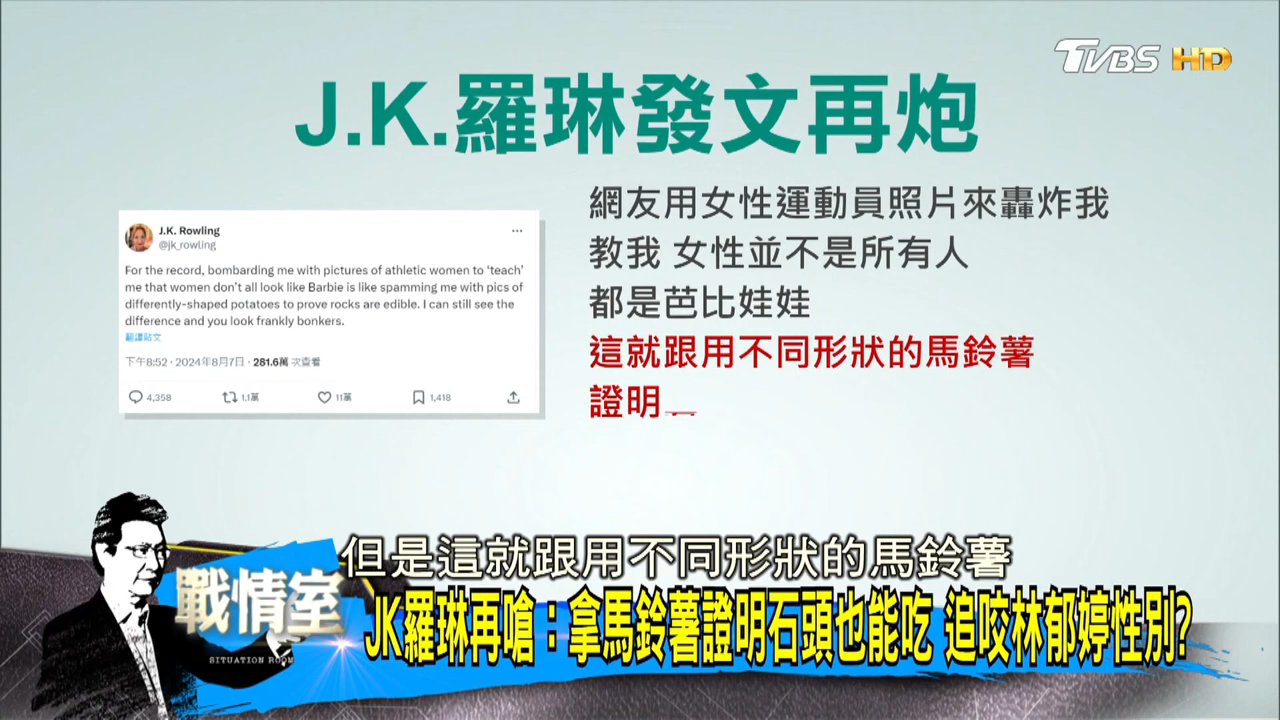 TVBS HD
J.K.羅琳發文再炮
網友用女性運動員照片來轟炸我
教我 女性並不是所有人
都是芭比娃娃
這就跟用不同形狀的馬鈴薯
證明
J.K. Rowling
@jk_rowling
For the record, bombarding me with pictures of athletic women to ‘teach’
me that women don’t all look like Barbie is like spamming me with pics of
differently-shaped potatoes to prove rocks are edible. I can still see the
difference and you look frankly bonkers.
翻譯貼文
下午8:52 · 2024年8月7日 · 281.6萬 次查看
4,358 1.1萬 11萬 1,418
但是這就跟用不同形狀的馬鈴薯
戰情室
SITUATION ROOM
JK羅琳再嗆：拿馬鈴薯證明石頭也能吃 追咬林郁婷性別?